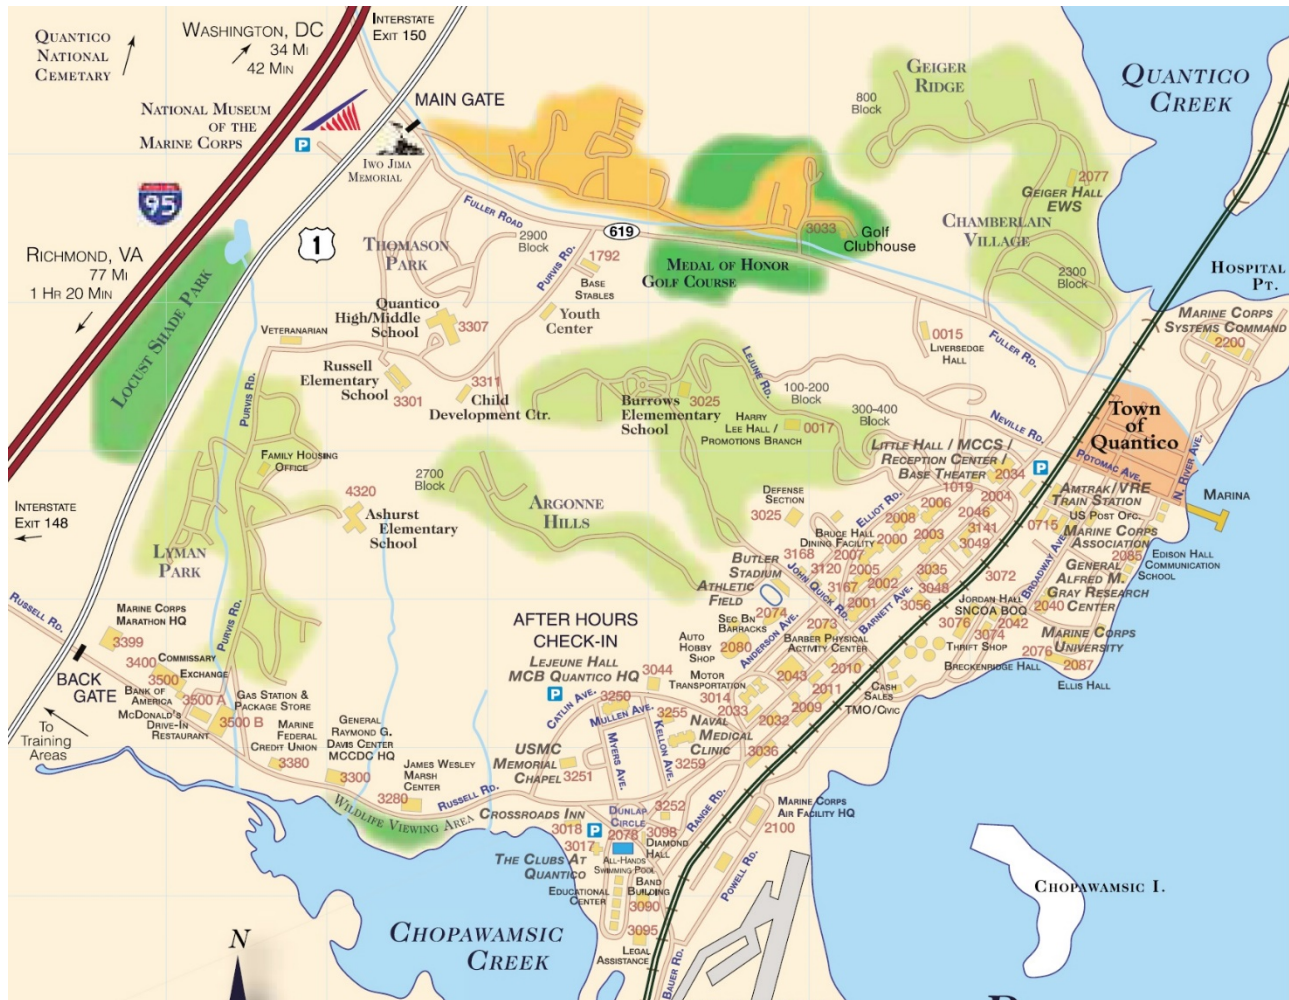 Quantico
National
Cemetary
Washington, DC
34 Mi
42 Min
Interstate
Exit 150
National Museum
of the
Marine Corps
P
MAIN GATE
Iwo Jima
Memorial
95
1
Richmond, VA
77 Mi
1 Hr 20 Min
Locust Shade Park
Fuller Road
2900
Block
619
Thomason
Park
Purvis Rd.
1792
Base
Stables
Youth
Center
Medal of Honor
Golf Course
3033
Golf
Clubhouse
Geiger
Ridge
800
Block
2077
Geiger Hall
EWS
Chamberlain
Village
2300
Block
Quantico
Creek
Hospital
Pt.
Marine Corps
Systems Command
2200
Quantico
High/Middle
School
3307
Veteranarian
Russell
Elementary
School
3301
3311
Child
Development Ctr.
Purvis Rd.
Family Housing
Office
4320
Ashurst
Elementary
School
Lyman
Park
Purvis Rd.
2700
Block
Argonne
Hills
Burrows
Elemementary
School
3025
Lejune Rd.
100-200
Block
300-400
Block
Harry
Lee Hall /
Promotions Branch
0017
0015
Liversedge
Hall
Fuller Rd.
Neville Rd.
Town
of
Quantico
Potomac Ave.
N. River Ave.
Marina
Little Hall / MCCS /
Reception Center /
Base Theater
2034
P
1019
2004
2006
2046
2008
3141
2003
3049
2000
Elliot Rd.
Defense
Section
3025
Bruce Hall
Dining Facility
3168
2007
3120
2005
3167
2002
2001
3035
3048
3056
John Quick Rd.
Barnett Ave.
Amtrak/VRE
Train Station
0715
US Post Ofc.
Marine Corps
Association
2085
Edison Hall
Communication
School
Broadway Ave.
General
Alfred M.
Gray Research
Center
2040
3072
Jordan Hall
SNCOA BOQ
3076
2042
3074
Thrift Shop
2076
Marine Corps
University
2087
Breckenridge Hall
Ellis Hall
Butler
Stadium
Athletic
Field
2074
Sec Bn
Barracks
2080
Auto
Hobby
Shop
Anderson Ave.
2073
Barber Physical
Activity Center
2010
2043
2011
2009
2032
Cash
Sales
TMO/Civic
Motor
Transportation
3014
2033
Naval
Medical
Clinic
3036
3259
AFTER HOURS
CHECK-IN
Lejeune Hall
MCB Quantico HQ
3044
P
3250
Catlin Ave.
Mullen Ave.
3255
Kellon Ave.
Myers Ave.
USMC
Memorial
Chapel
3251
Russell Rd.
Marine Corps
Marathon HQ
3399
3400
Commissary
3500
Exchange
Bank of
America
3500 A
McDonald's
Drive-In
Restaurant
3500 B
Gas Station &
Package Store
BACK
GATE
Interstate
Exit 148
To
Training
Areas
Marine
Federal
Credit Union
3380
General
Raymond G.
Davis Center
MCCDC HQ
3300
James Wesley
Marsh
Center
3280
Russell Rd.
Wildlife Viewing Area
Crossroads Inn
3018
P
3017
The Clubs At
Quantico
Dunlap
Circle
2078
3252
3098
Diamond
Hall
All-Hands
Swimming Pool
Educational
Center
Band
Building
3090
3095
Legal
Assistance
Range Rd.
Marine Corps
Air Facility HQ
2100
Powell Rd.
Bauer Rd.
Chopawamsic
Creek
Chopawamsic I.
N